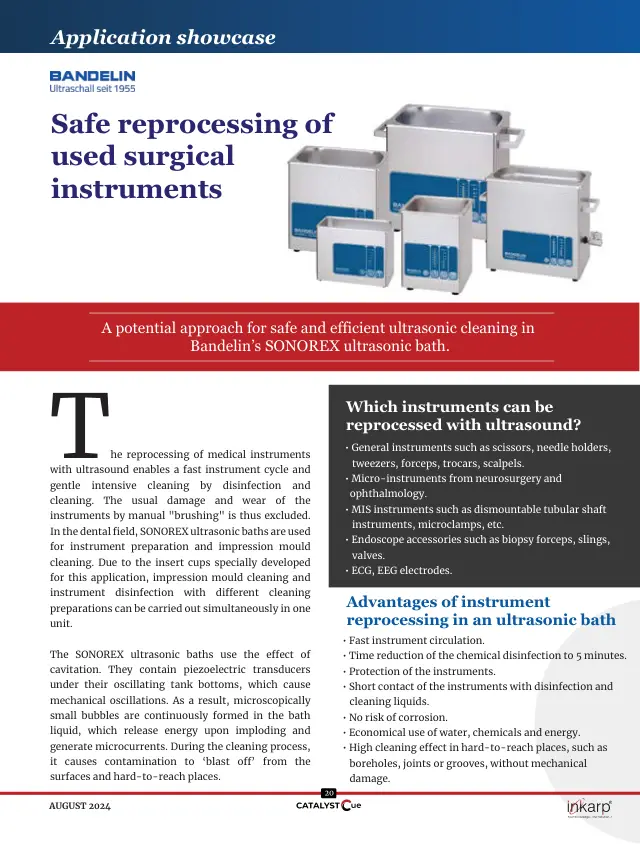 Application showcase
BANDELIN
Ultraschall seit 1955
Safe reprocessing of
used surgical
instruments
A potential approach for safe and efficient ultrasonic cleaning in
Bandelin’s SONOREX ultrasonic bath.
The reprocessing of medical instruments
with ultrasound enables a fast instrument cycle and
gentle intensive cleaning by disinfection and
cleaning. The usual damage and wear of the
instruments by manual "brushing" is thus excluded.
In the dental field, SONOREX ultrasonic baths are used
for instrument preparation and impression mould
cleaning. Due to the insert cups specially developed
for this application, impression mould cleaning and
instrument disinfection with different cleaning
preparations can be carried out simultaneously in one
unit.
The SONOREX ultrasonic baths use the effect of
cavitation. They contain piezoelectric transducers
under their oscillating tank bottoms, which cause
mechanical oscillations. As a result, microscopically
small bubbles are continuously formed in the bath
liquid, which release energy upon imploding and
generate microcurrents. During the cleaning process,
it causes contamination to ‘blast off’ from the
surfaces and hard-to-reach places.
Which instruments can be
reprocessed with ultrasound?
· General instruments such as scissors, needle holders,
tweezers, forceps, trocars, scalpels.
· Micro-instruments from neurosurgery and
ophthalmology.
· MIS instruments such as dismountable tubular shaft
instruments, microclamps, etc.
· Endoscope accessories such as biopsy forceps, slings,
valves.
· ECG, EEG electrodes.
Advantages of instrument
reprocessing in an ultrasonic bath
· Fast instrument circulation.
· Time reduction of the chemical disinfection to 5 minutes.
· Protection of the instruments.
· Short contact of the instruments with disinfection and
cleaning liquids.
· No risk of corrosion.
· Economical use of water, chemicals and energy.
· High cleaning effect in hard-to-reach places, such as
boreholes, joints or grooves, without mechanical
damage.
AUGUST 2024
20
CATALYST Cue
inkarp®